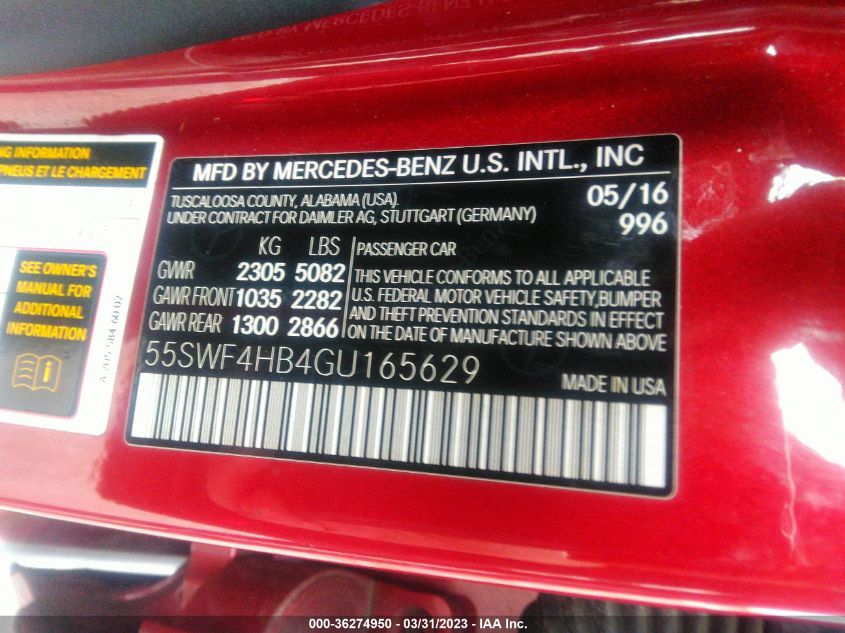 NG INFORMATION
PNEUS ET LE CHARGEMENT
SEE OWNER'S
MANUAL FOR
ADDITIONAL
INFORMATION
A 205 584 60 02
MFD BY MERCEDES-BENZ U.S. INTL., INC
TUSCALOOSA COUNTY, ALABAMA (USA). 05/16
UNDER CONTRACT FOR DAIMLER AG, STUTTGART (GERMANY) 996
KG LBS
GVWR 2305 5082
GAWR FRONT 1035 2282
GAWR REAR 1300 2866
PASSENGER CAR
THIS VEHICLE CONFORMS TO ALL APPLICABLE
U.S. FEDERAL MOTOR VEHICLE SAFETY,BUMPER
AND THEFT PREVENTION STANDARDS IN EFFECT
ON THE DATE OF MANUFACTURE SHOWN ABOVE
55SWF4HB4GU165629
MADE IN USA
000-36274950 - 03/31/2023 - IAA Inc.